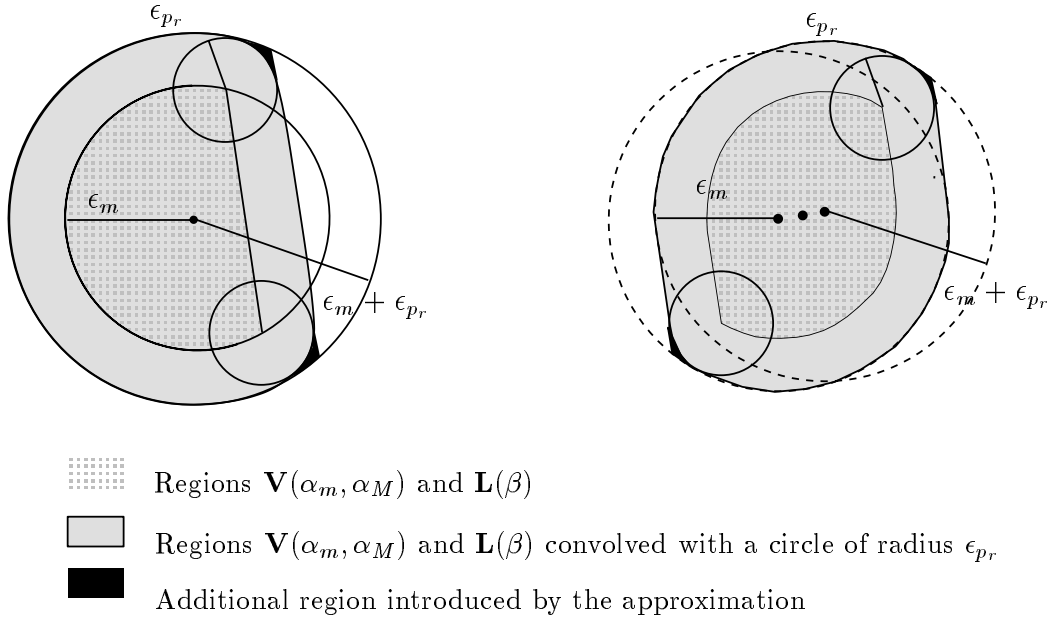 ϵ_{p_r}
ϵ_{p_r}
ϵ_m
ϵ_m
ϵ_m + ϵ_{p_r}
ϵ_m + ϵ_{p_r}
Regions V(α_m, α_M) and L(β)
Regions V(α_m, α_M) and L(β) convolved with a circle of radius ϵ_{p_r}
Additional region introduced by the approximation